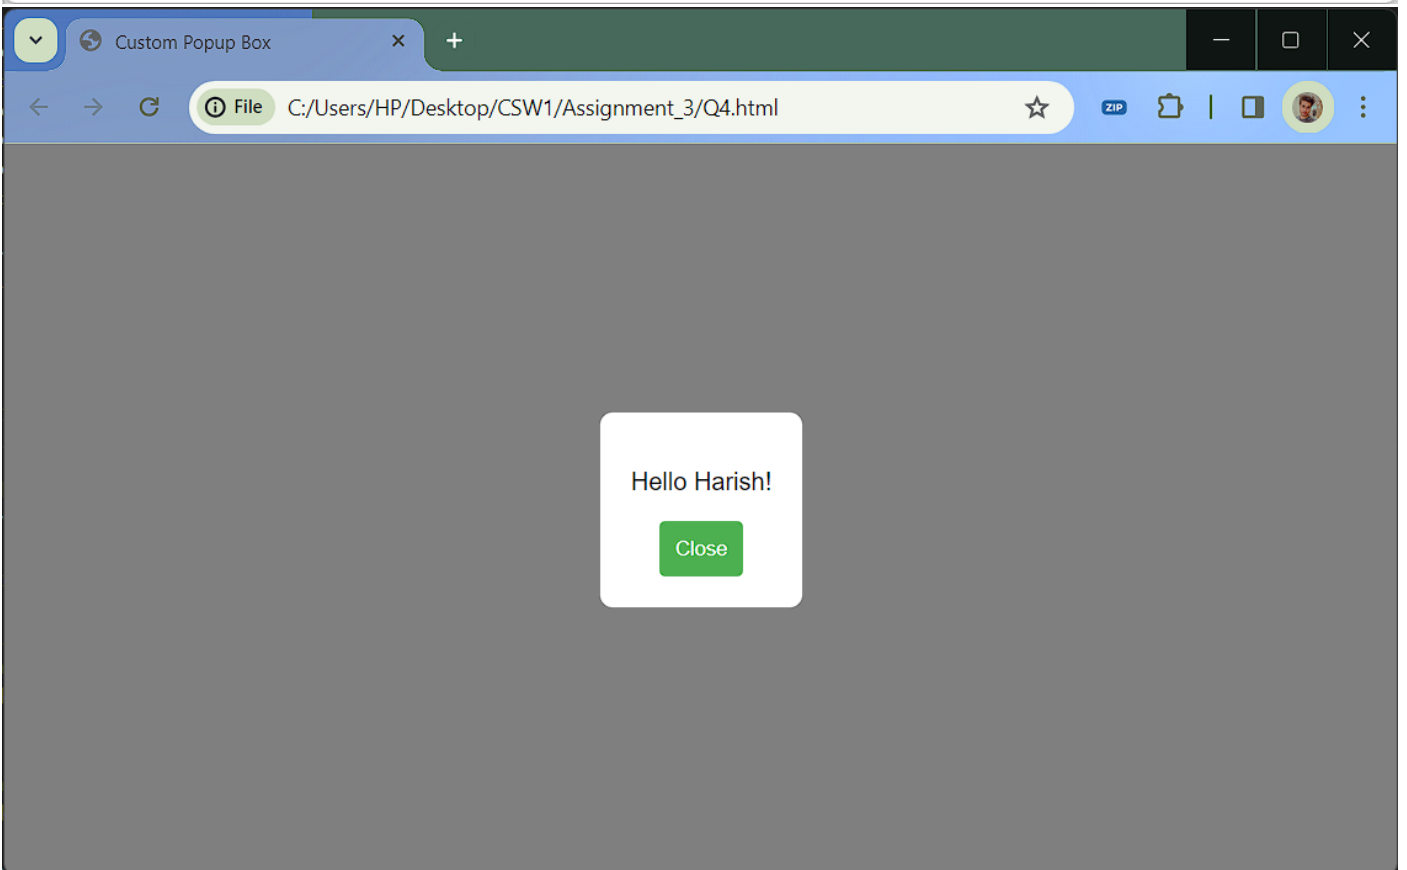 Custom Popup Box
File C:/Users/HP/Desktop/CSW1/Assignment_3/Q4.html ZIP
Hello Harish!
Close